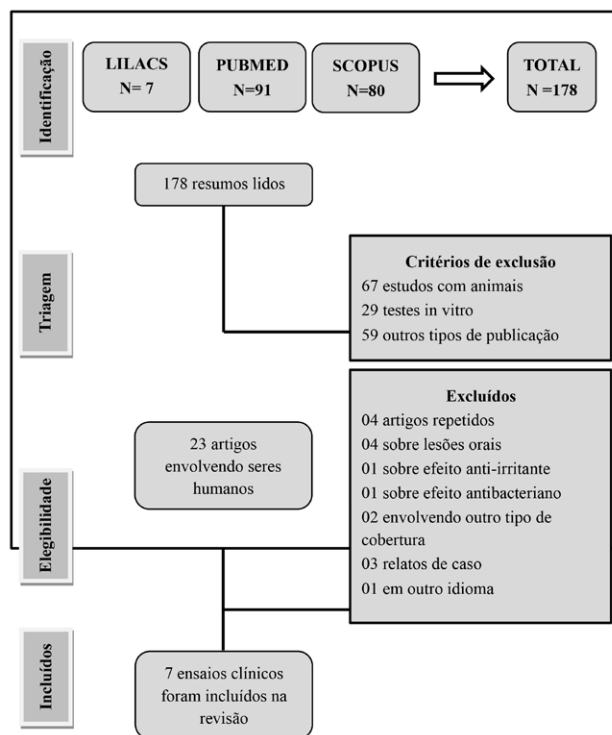 Identificação
LILACS
N= 7
PUBMED
N=91
SCOPUS
N=80
TOTAL
N =178
178 resumos lidos
Triagem
Critérios de exclusão
67 estudos com animais
29 testes in vitro
59 outros tipos de publicação
Elegibilidade
23 artigos
envolvendo seres
humanos
Excluídos
04 artigos repetidos
04 sobre lesões orais
01 sobre efeito anti-irritante
01 sobre efeito antibacteriano
02 envolvendo outro tipo de
cobertura
03 relatos de caso
01 em outro idioma
Incluídos
7 ensaios clínicos
foram incluídos na
revisão